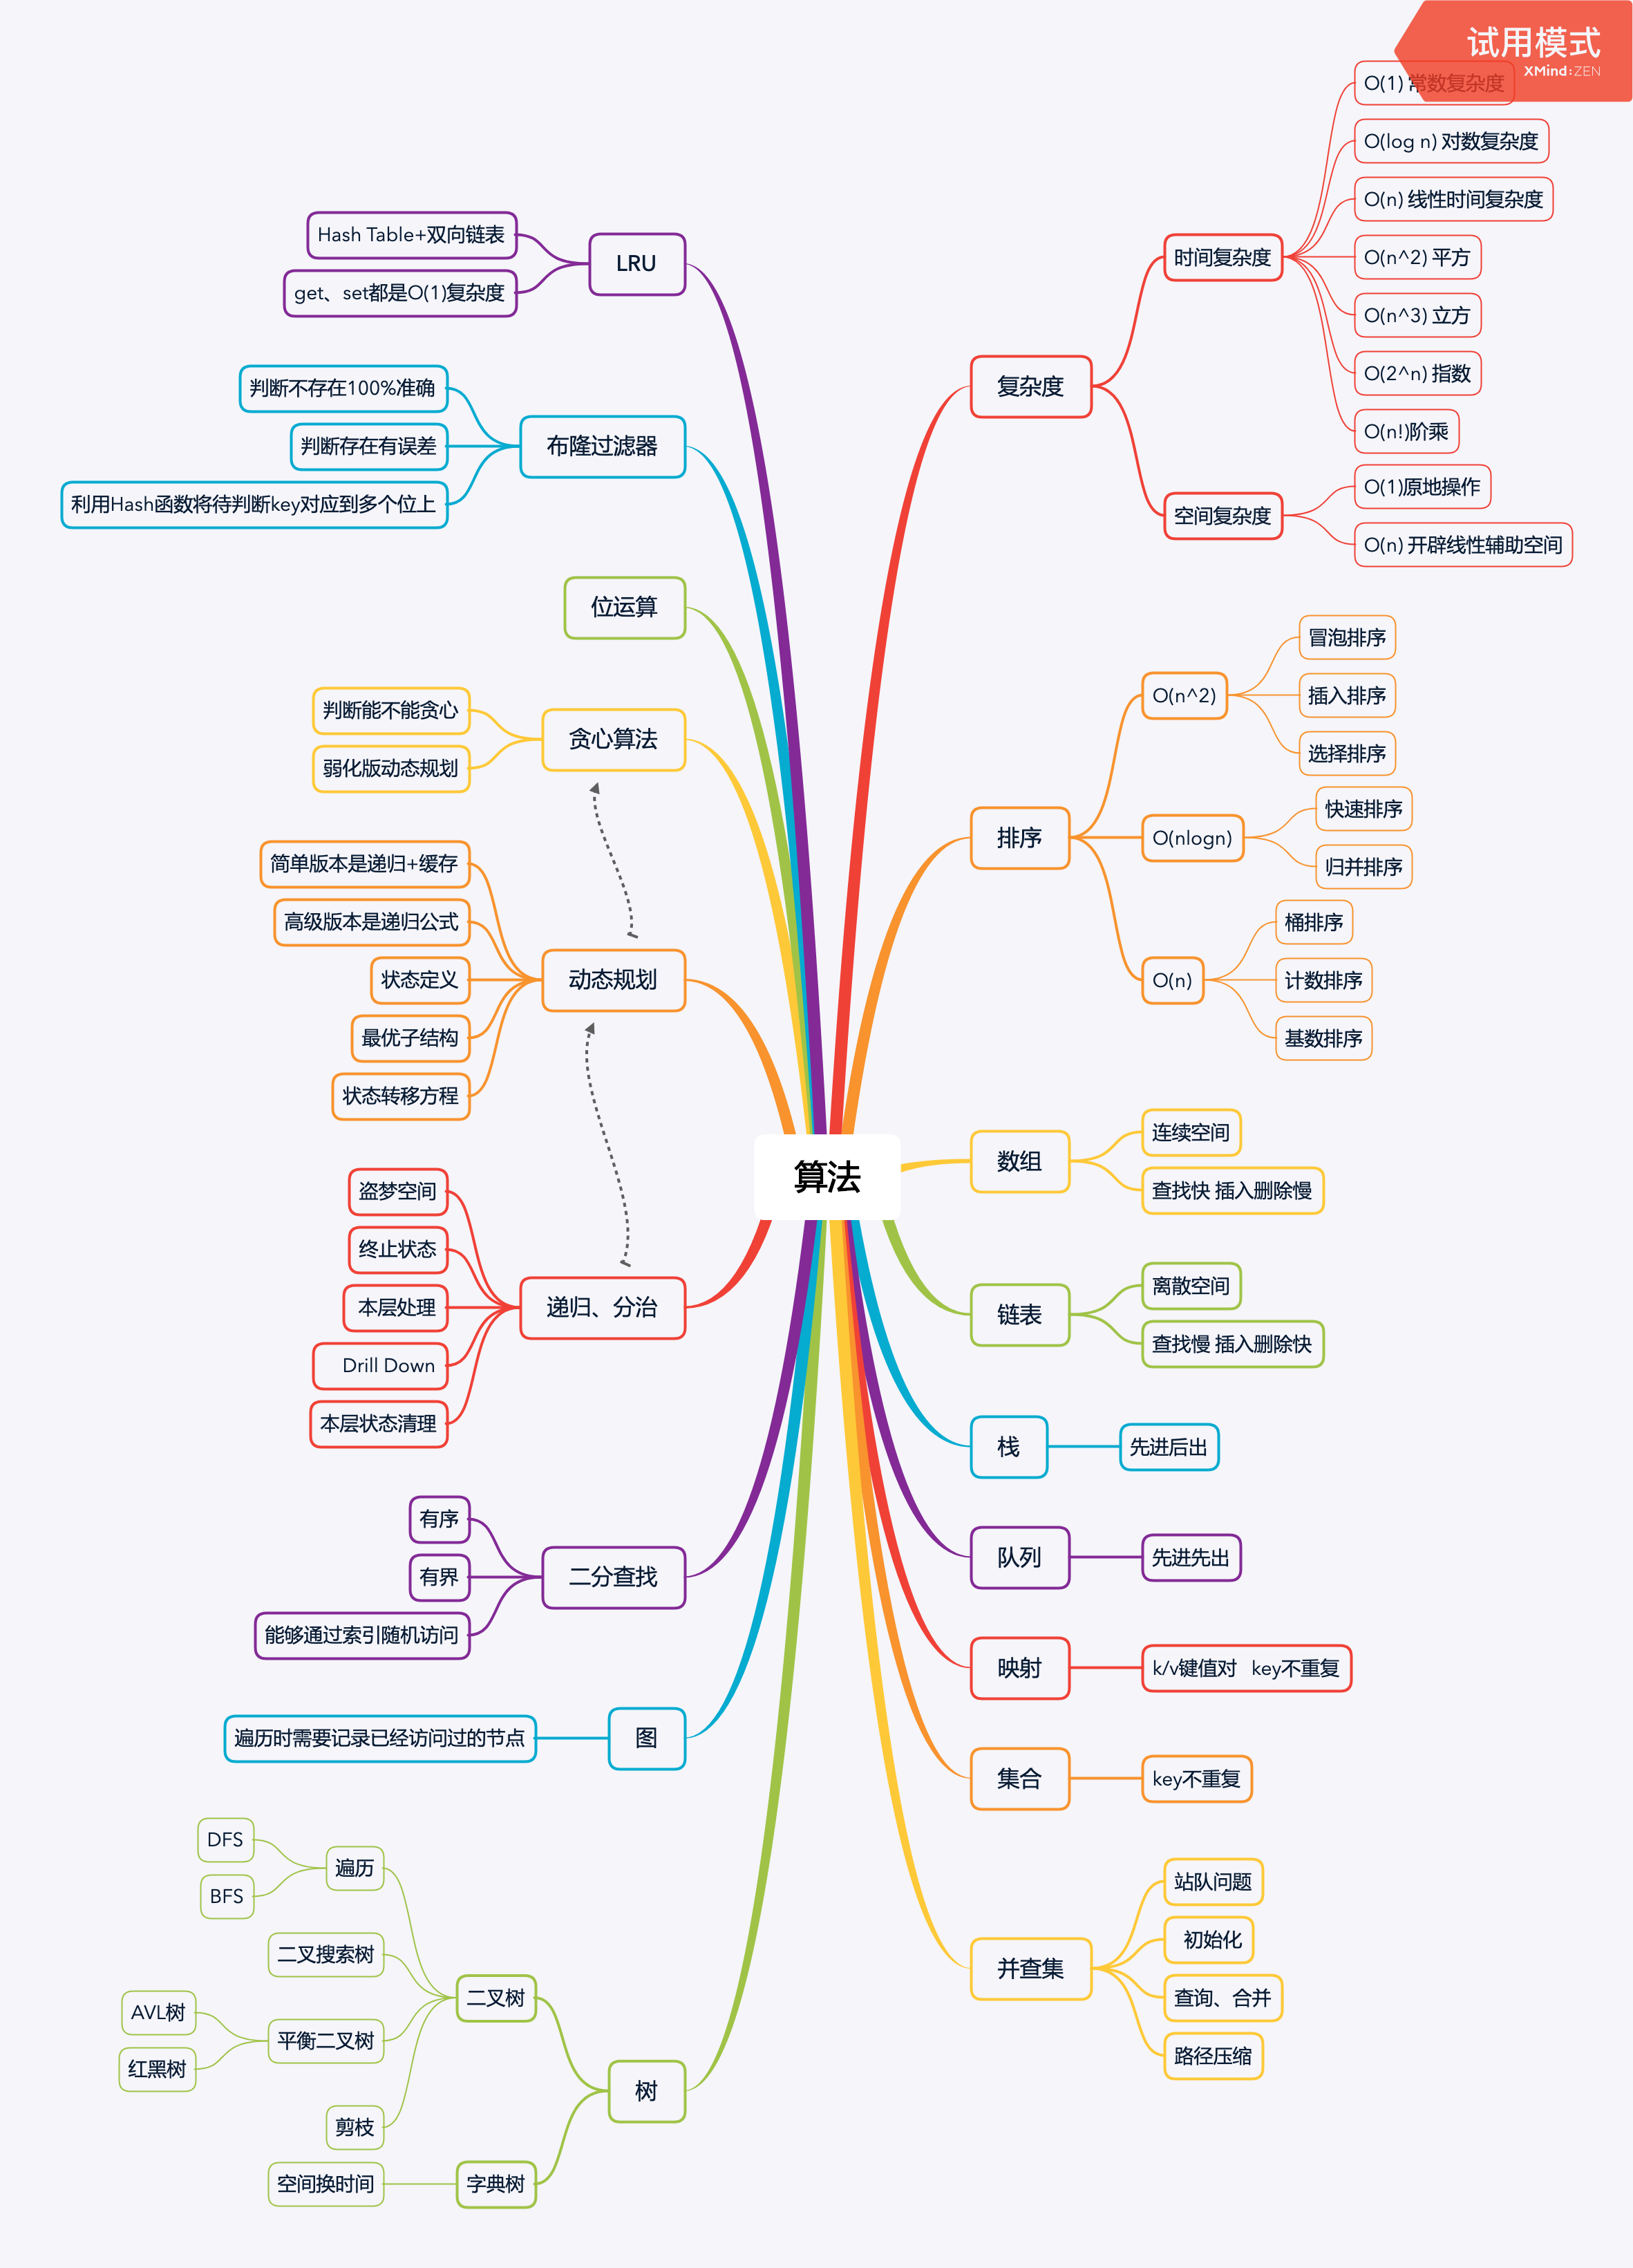 试用模式
XMind:ZEN
算法
复杂度
时间复杂度
O(1) 常数复杂度
O(log n) 对数复杂度
O(n) 线性时间复杂度
O(n^2) 平方
O(n^3) 立方
O(2^n) 指数
O(n!)阶乘
空间复杂度
O(1)原地操作
O(n) 开辟线性辅助空间
排序
O(n^2)
冒泡排序
插入排序
选择排序
O(nlogn)
快速排序
归并排序
O(n)
桶排序
计数排序
基数排序
数组
连续空间
查找快 插入删除慢
链表
离散空间
查找慢 插入删除快
栈
先进后出
队列
先进先出
映射
k/v键值对 key不重复
集合
key不重复
并查集
站队问题
初始化
查询、合并
路径压缩
LRU
Hash Table+双向链表
get、set都是O(1)复杂度
布隆过滤器
判断不存在100%准确
判断存在有误差
利用Hash函数将待判断key对应到多个位上
位运算
贪心算法
判断能不能贪心
弱化版动态规划
动态规划
简单版本是递归+缓存
高级版本是递归公式
状态定义
最优子结构
状态转移方程
递归、分治
盗梦空间
终止状态
本层处理
Drill Down
本层状态清理
二分查找
有序
有界
能够通过索引随机访问
图
遍历时需要记录已经访问过的节点
树
二叉树
遍历
DFS
BFS
二叉搜索树
平衡二叉树
AVL树
红黑树
剪枝
字典树
空间换时间